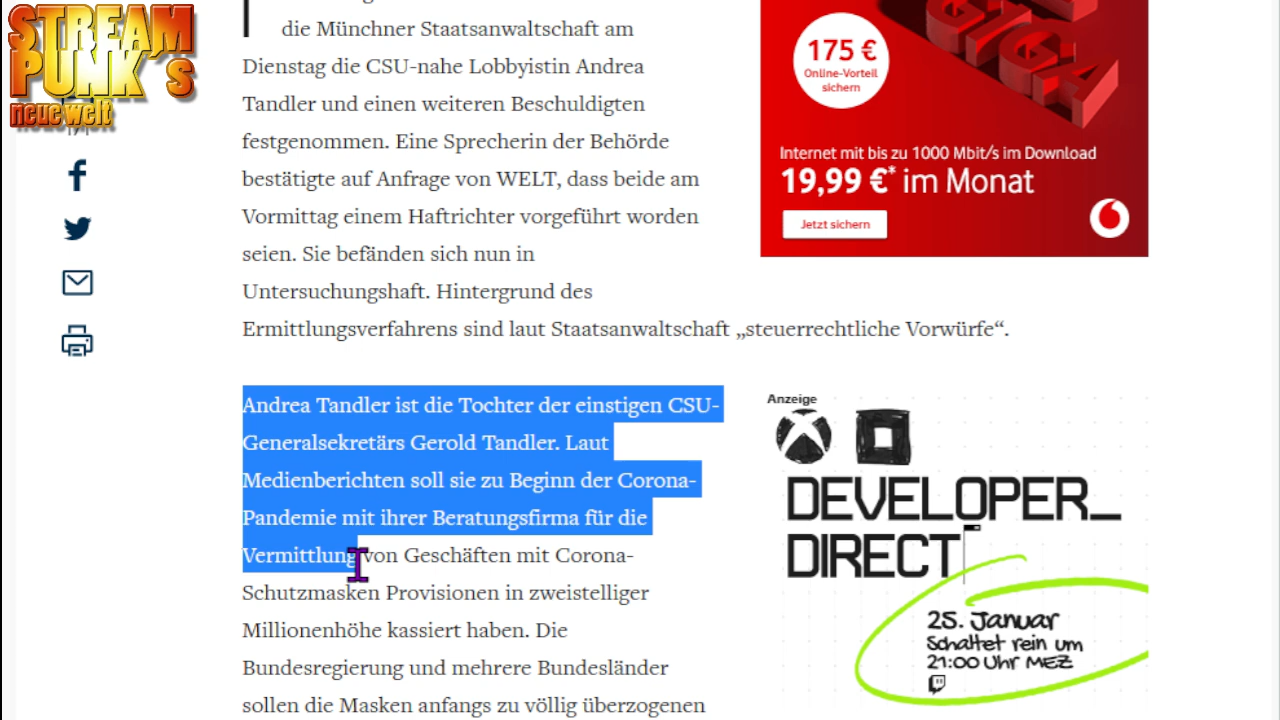 STREAM
PUNK´s
neue welt
die Münchner Staatsanwaltschaft am
Dienstag die CSU-nahe Lobbyistin Andrea
Tandler und einen weiteren Beschuldigten
festgenommen. Eine Sprecherin der Behörde
bestätigte auf Anfrage von WELT, dass beide am
Vormittag einem Haftrichter vorgeführt worden
seien. Sie befänden sich nun in
Untersuchungshaft. Hintergrund des
Ermittlungsverfahrens sind laut Staatsanwaltschaft „steuerrechtliche Vorwürfe“.
Andrea Tandler ist die Tochter der einstigen CSU-
Generalsekretärs Gerold Tandler. Laut
Medienberichten soll sie zu Beginn der Corona-
Pandemie mit ihrer Beratungsfirma für die
Vermittlung von Geschäften mit Corona-
Schutzmasken Provisionen in zweistelliger
Millionenhöhe kassiert haben. Die
Bundesregierung und mehrere Bundesländer
sollen die Masken anfangs zu völlig überzogenen
GIGA
175 €
Online-Vorteil
sichern
Internet mit bis zu 1000 Mbit/s im Download
19,99 €* im Monat
Jetzt sichern
Anzeige
DEVELOPER_
DIRECT
25. Januar
Schaltet rein um
21:00 Uhr MEZ